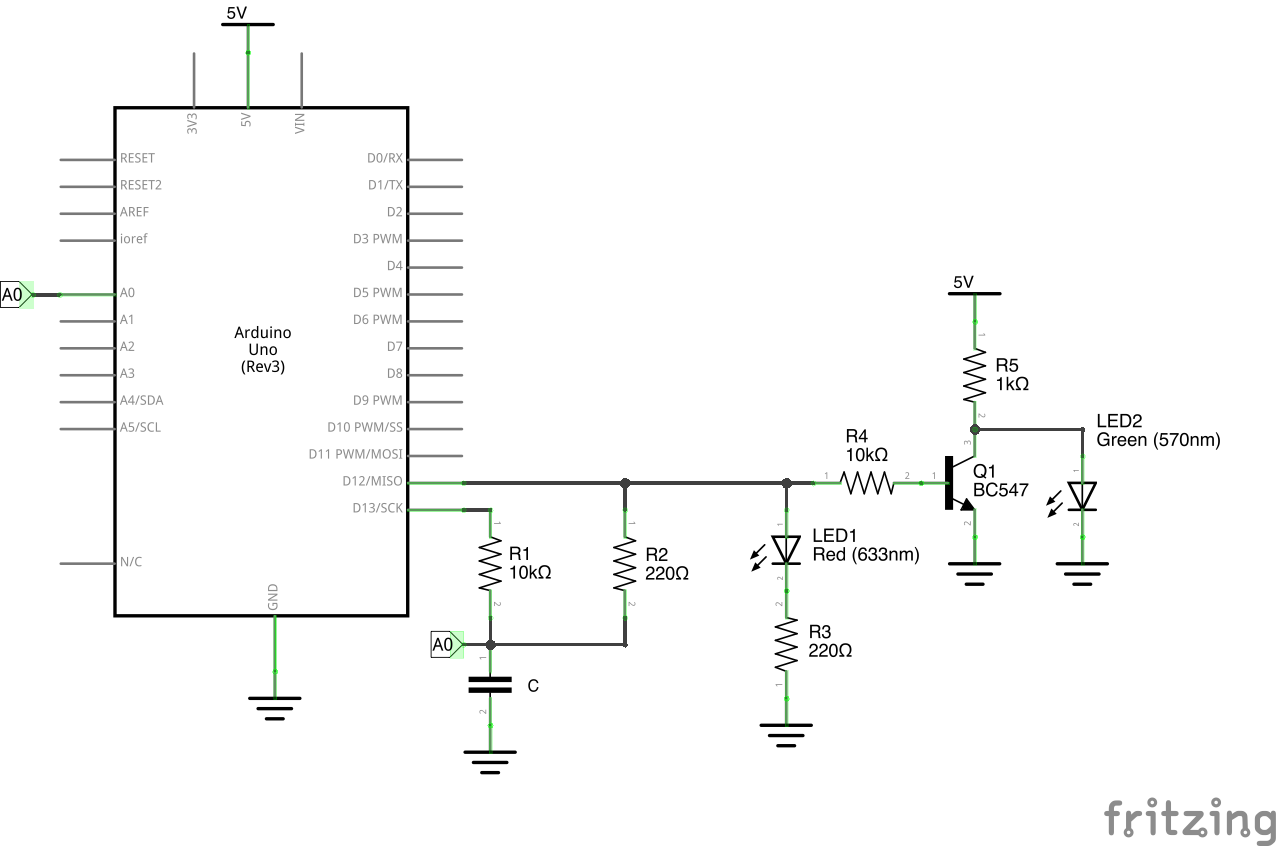 5V
3V3
5V
VIN
RESET
RESET2
AREF
ioref
A0
A0
A1
A2
A3
A4/SDA
A5/SCL
N/C
Arduino
Uno
(Rev3)
D0/RX
D1/TX
D2
D3 PWM
D4
D5 PWM
D6 PWM
D7
D8
D9 PWM
D10 PWM/SS
D11 PWM/MOSI
D12/MISO
D13/SCK
GND
1
R1
10kΩ
2
A0
1
C
2
1
R2
220Ω
2
1
LED1
Red (633nm)
2
2
R3
220Ω
1
R4
10kΩ
1
2
1
5V
1
R5
1kΩ
2
3
Q1
BC547
2
LED2
Green (570nm)
1
2
fritzing